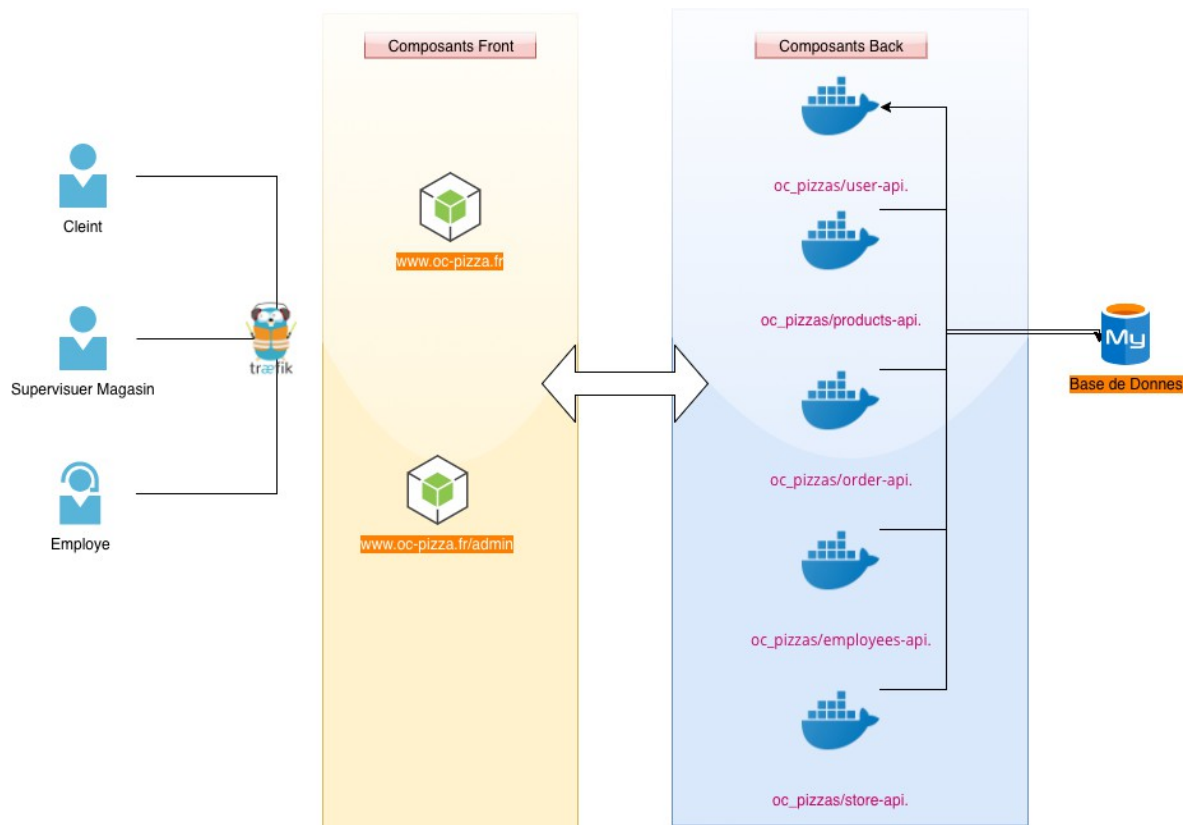 Composants Front
Composants Back
Cleint
Supervisuer Magasin
Employe
træfik
www.oc-pizza.fr
www.oc-pizza.fr/admin
oc_pizzas/user-api.
oc_pizzas/products-api.
oc_pizzas/order-api.
oc_pizzas/employees-api.
oc_pizzas/store-api.
My
Base de Donnes